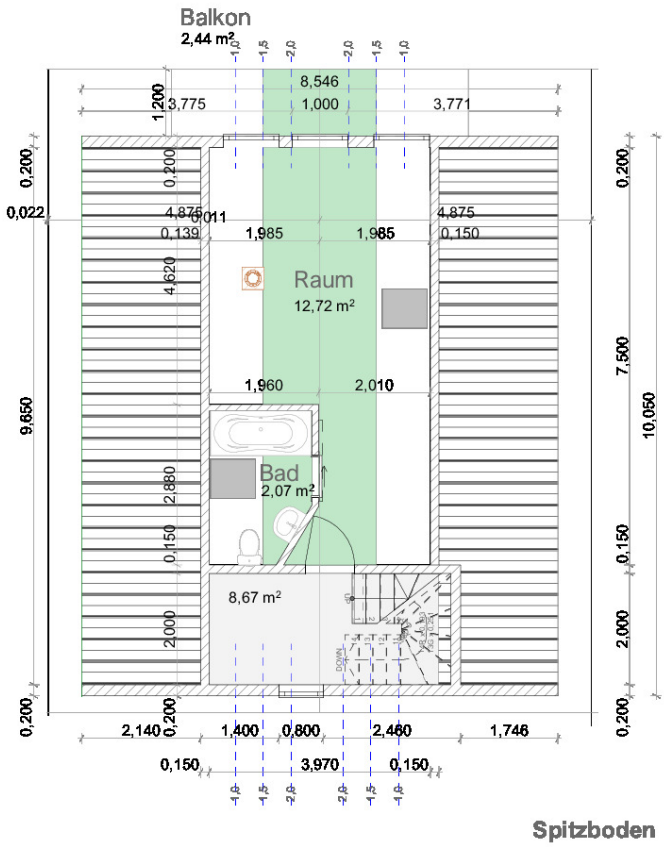 Balkon
2,44 m²
-1,0 -1,5 -2,0 -2,0 -1,5 -1,0
8,546
1,200
3,775 1,000 3,771
0,200 0,200 0,200
0,022 4,875 0,011 4,875
0,139 1,985 1,985 0,150
4,620
Raum
12,72 m²
7,500
1,960 2,010
9,650 10,050
Bad
2,07 m²
2,880
0,150 0,150
8,67 m²
UP
2,000 2,000
DOWN
0,200 0,200 0,200
2,140 1,400 0,800 2,460 1,746
0,150 3,970 0,150
-1,0 -1,5 -2,0 -2,0 -1,5 -1,0
Spitzboden